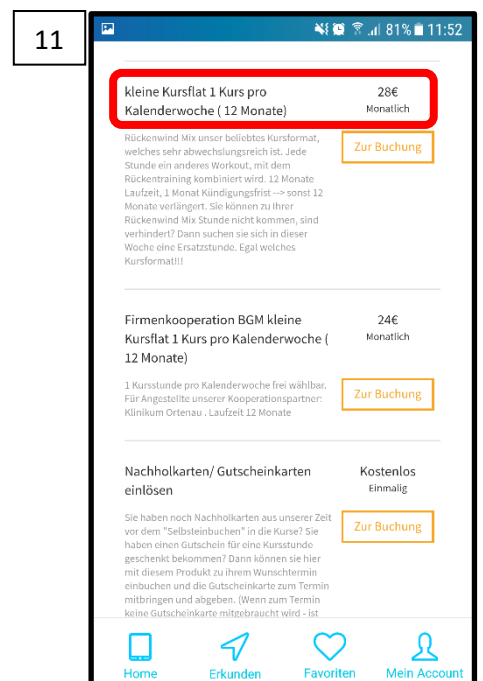 11
81% 11:52
kleine Kursflat 1 Kurs pro
Kalenderwoche ( 12 Monate)
28€
Monatlich
Rückenwind Mix unser beliebtes Kursformat,
welches sehr abwechslungsreich ist. Jede
Stunde ein anderes Workout, mit dem
Rückentraining kombiniert wird. 12 Monate
Laufzeit, 1 Monat Kündigungsfrist --> sonst 12
Monate verlängert. Sie können zu Ihrer
Rückenwind Mix Stunde nicht kommen, sind
verhindert? Dann suchen sie sich in dieser
Woche eine Ersatzstunde. Egal welches
Kursformat!!!
Zur Buchung
Firmenkooperation BGM kleine
Kursflat 1 Kurs pro Kalenderwoche (
12 Monate)
24€
Monatlich
1 Kursstunde pro Kalenderwoche frei wählbar.
Für Angestellte unserer Kooperationspartner:
Klinikum Ortenau . Laufzeit 12 Monate
Zur Buchung
Nachholkarten/ Gutscheinkarten
einlösen
Kostenlos
Einmalig
Sie haben noch Nachholkarten aus unserer Zeit
vor dem "Selbsteinbuchen" in die Kurse? Sie
haben einen Gutschein für eine Kursstunde
geschenkt bekommen? Dann können sie hier
mit diesem Produkt zu ihrem Wunschtermin
einbuchen und die Gutscheinkarte zum Termin
mitbringen und abgeben. (Wenn zum Termin
keine Gutscheinkarte mitgebraucht wird - ist
Zur Buchung
Home
Erkunden
Favoriten
Mein Account